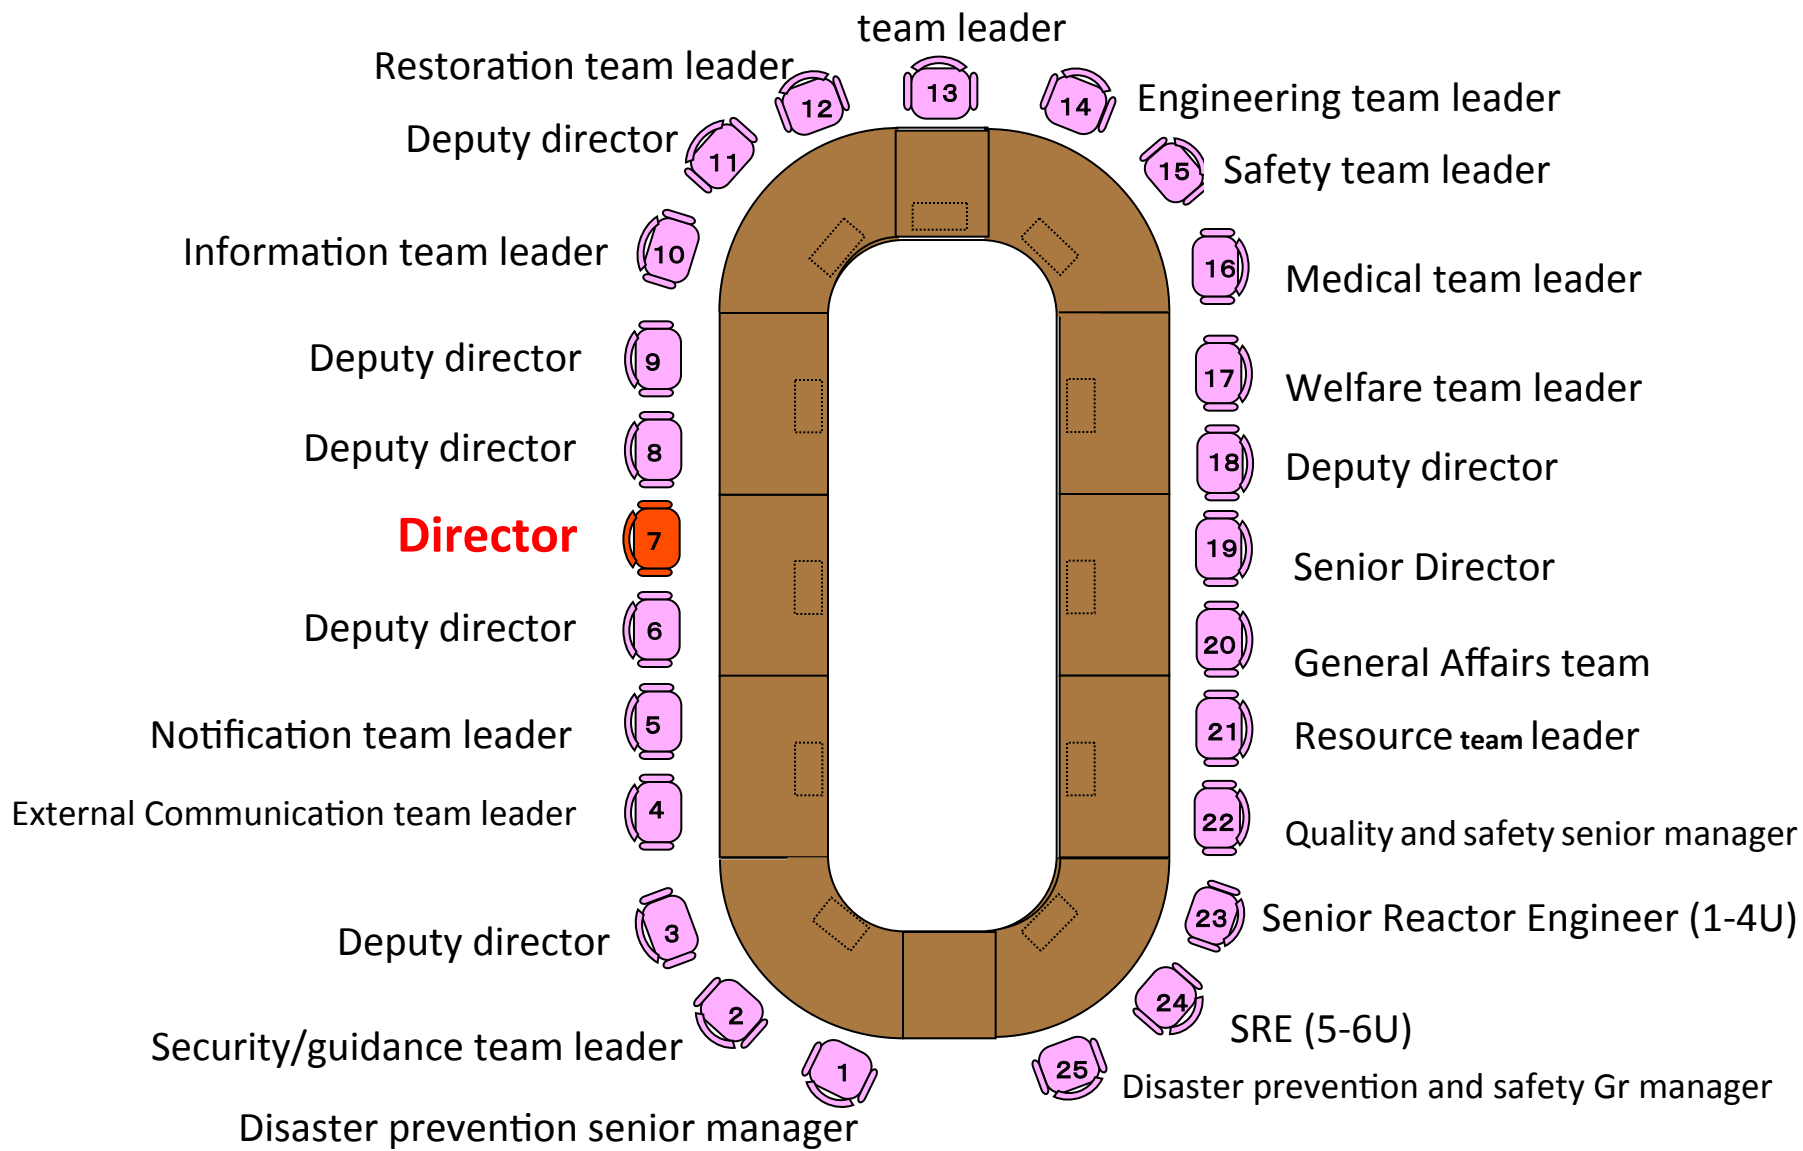 team leader
13
Restoration team leader
12
14
Engineering team leader
Deputy director
11
15
Safety team leader
Information team leader
10
16
Medical team leader
Deputy director
9
17
Welfare team leader
Deputy director
8
18
Deputy director
Director
7
19
Senior Director
Deputy director
6
20
General Affairs team
Notification team leader
5
21
Resource team leader
External Communication team leader
4
22
Quality and safety senior manager
Deputy director
3
23
Senior Reactor Engineer (1-4U)
Security/guidance team leader
2
24
SRE (5-6U)
Disaster prevention senior manager
1
25
Disaster prevention and safety Gr manager